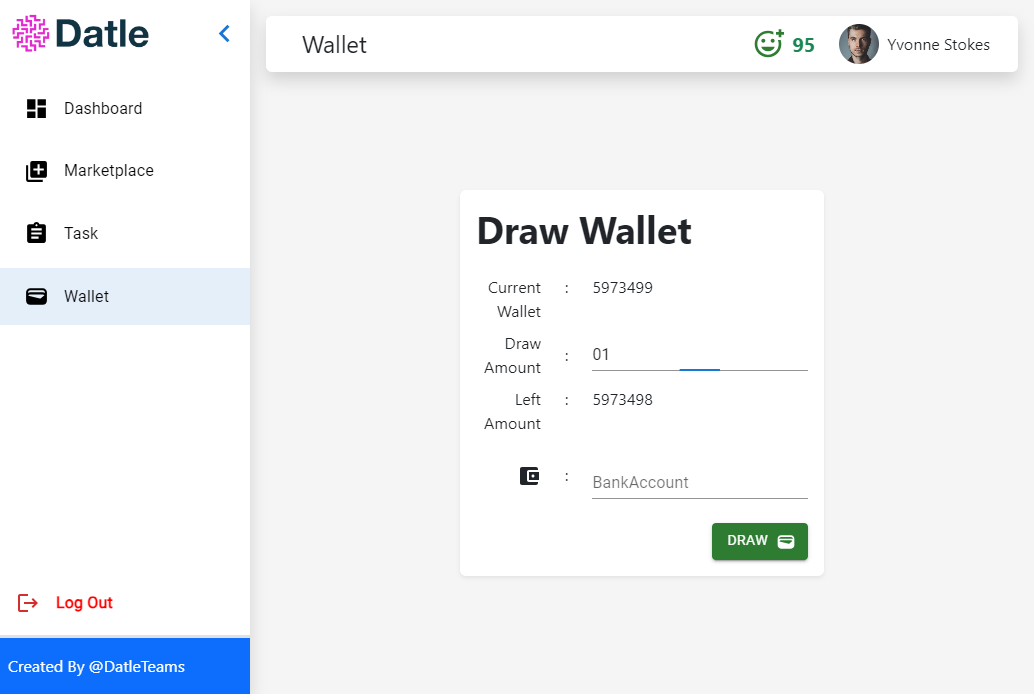 Datle
Wallet
95
Yvonne Stokes
Dashboard
Marketplace
Task
Wallet
Draw Wallet
Current
Wallet
:
5973499
Draw
Amount
:
01
Left
Amount
:
5973498
:
BankAccount
DRAW
Log Out
Created By @DatleTeams